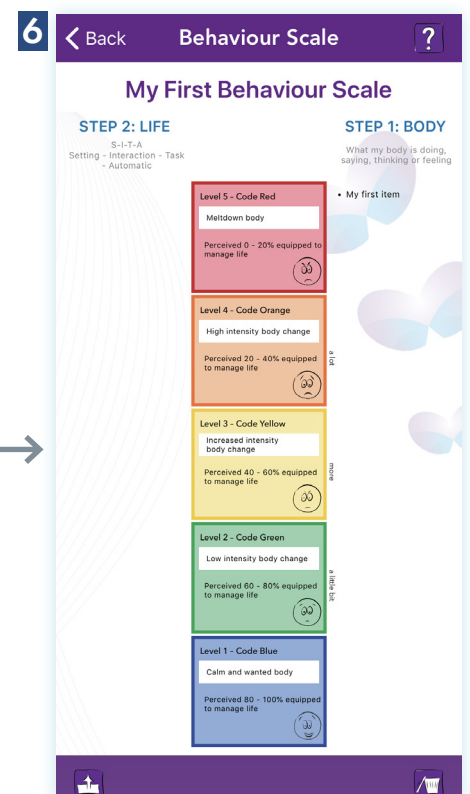 6
Back
Behaviour Scale
?
My First Behaviour Scale
STEP 2: LIFE
S-I-T-A
Setting - Interaction - Task
- Automatic
STEP 1: BODY
What my body is doing,
saying, thinking or feeling
• My first item
Level 5 - Code Red
Meltdown body
Perceived 0 - 20% equipped to
manage life
Level 4 - Code Orange
High intensity body change
Perceived 20 - 40% equipped
to manage life
a lot
Level 3 - Code Yellow
Increased intensity
body change
Perceived 40 - 60% equipped
to manage life
more
Level 2 - Code Green
Low intensity body change
Perceived 60 - 80% equipped
to manage life
a little bit
Level 1 - Code Blue
Calm and wanted body
Perceived 80 - 100% equipped
to manage life